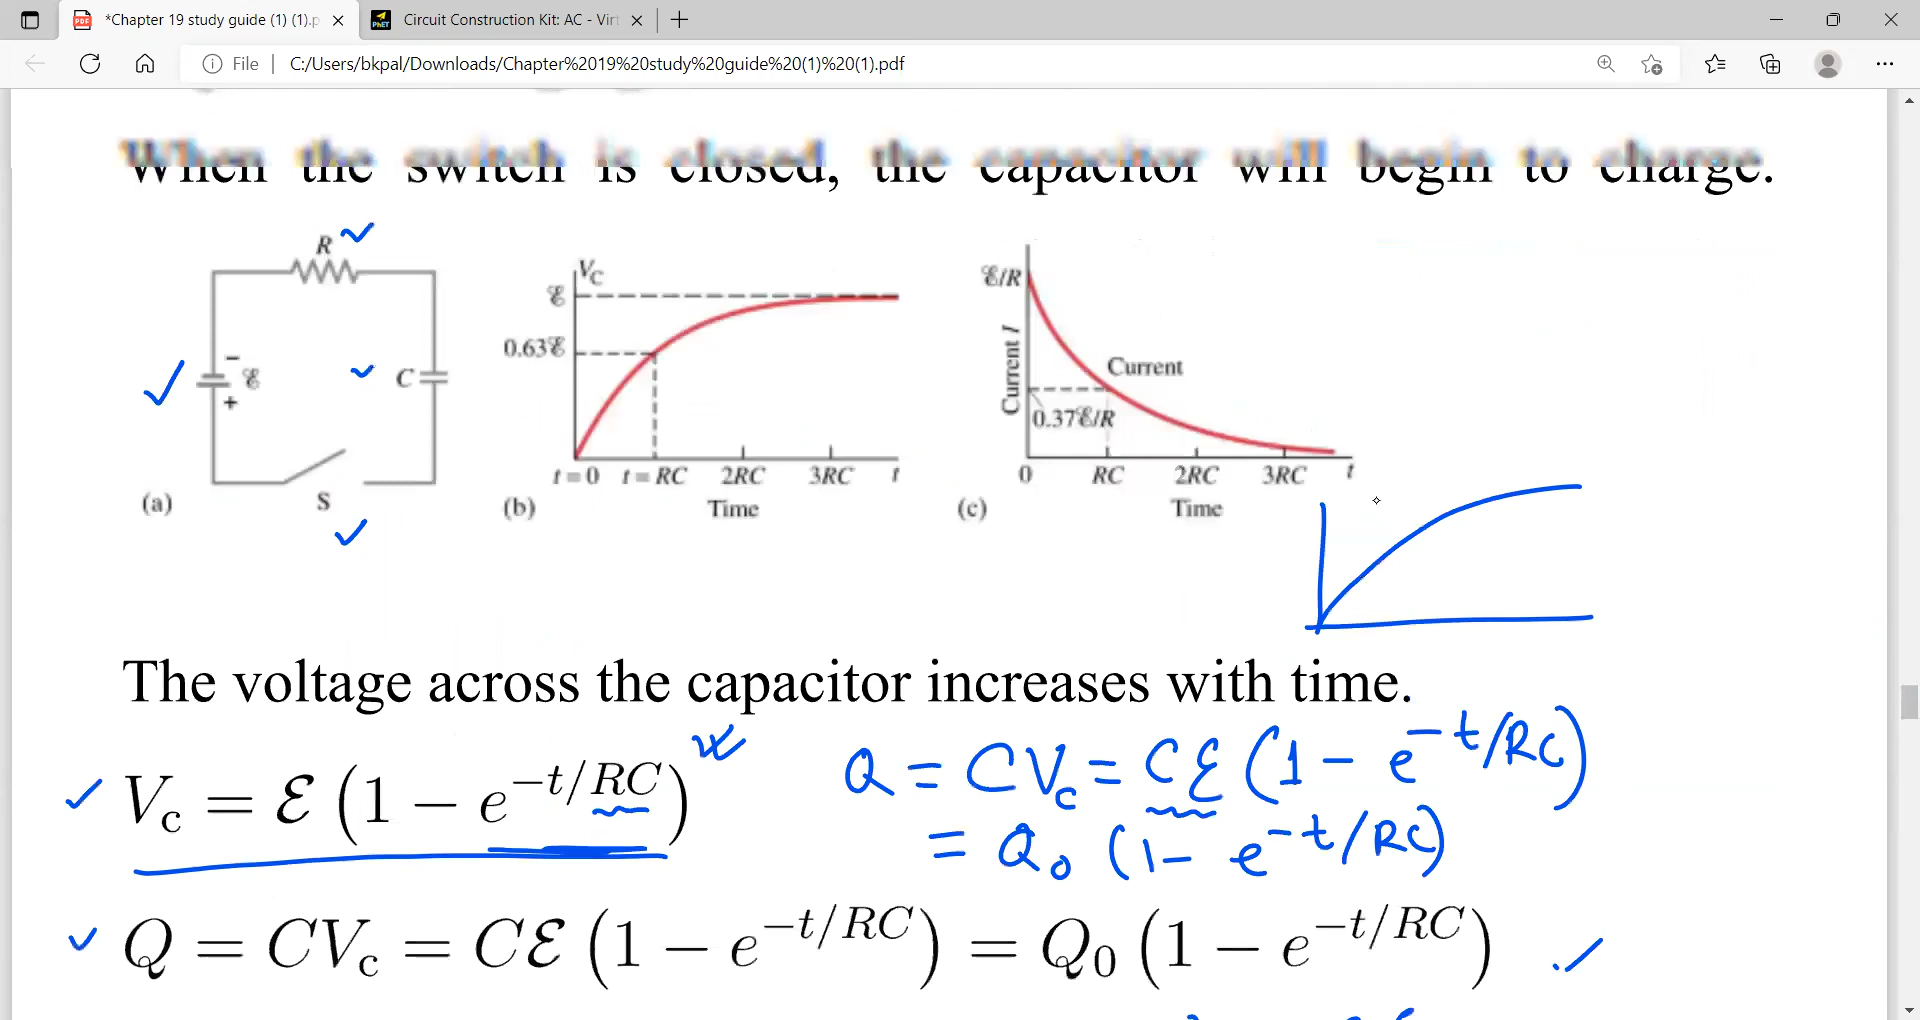 *Chapter 19 study guide (1) (1).p
Circuit Construction Kit: AC - Virt
File | C:/Users/bkpal/Downloads/Chapter%2019%20study%20guide%20(1)%20(1).pdf
When the switch is closed, the capacitor will begin to charge.
R
− ℰ +
C
S
(a)
V_C
ℰ
0.63ℰ
t = 0 t = RC 2RC 3RC t
Time
(b)
ℰ/R
Current I
Current
0.37ℰ/R
0 RC 2RC 3RC t
Time
(c)
The voltage across the capacitor increases with time.
V_c = ℰ (1 − e^{−t/RC})
Q = CV_c = Cℰ (1 − e^{−t/RC})
= Q_0 (1 − e^{−t/RC})
Q = CV_c = Cℰ (1 − e^{−t/RC}) = Q_0 (1 − e^{−t/RC})